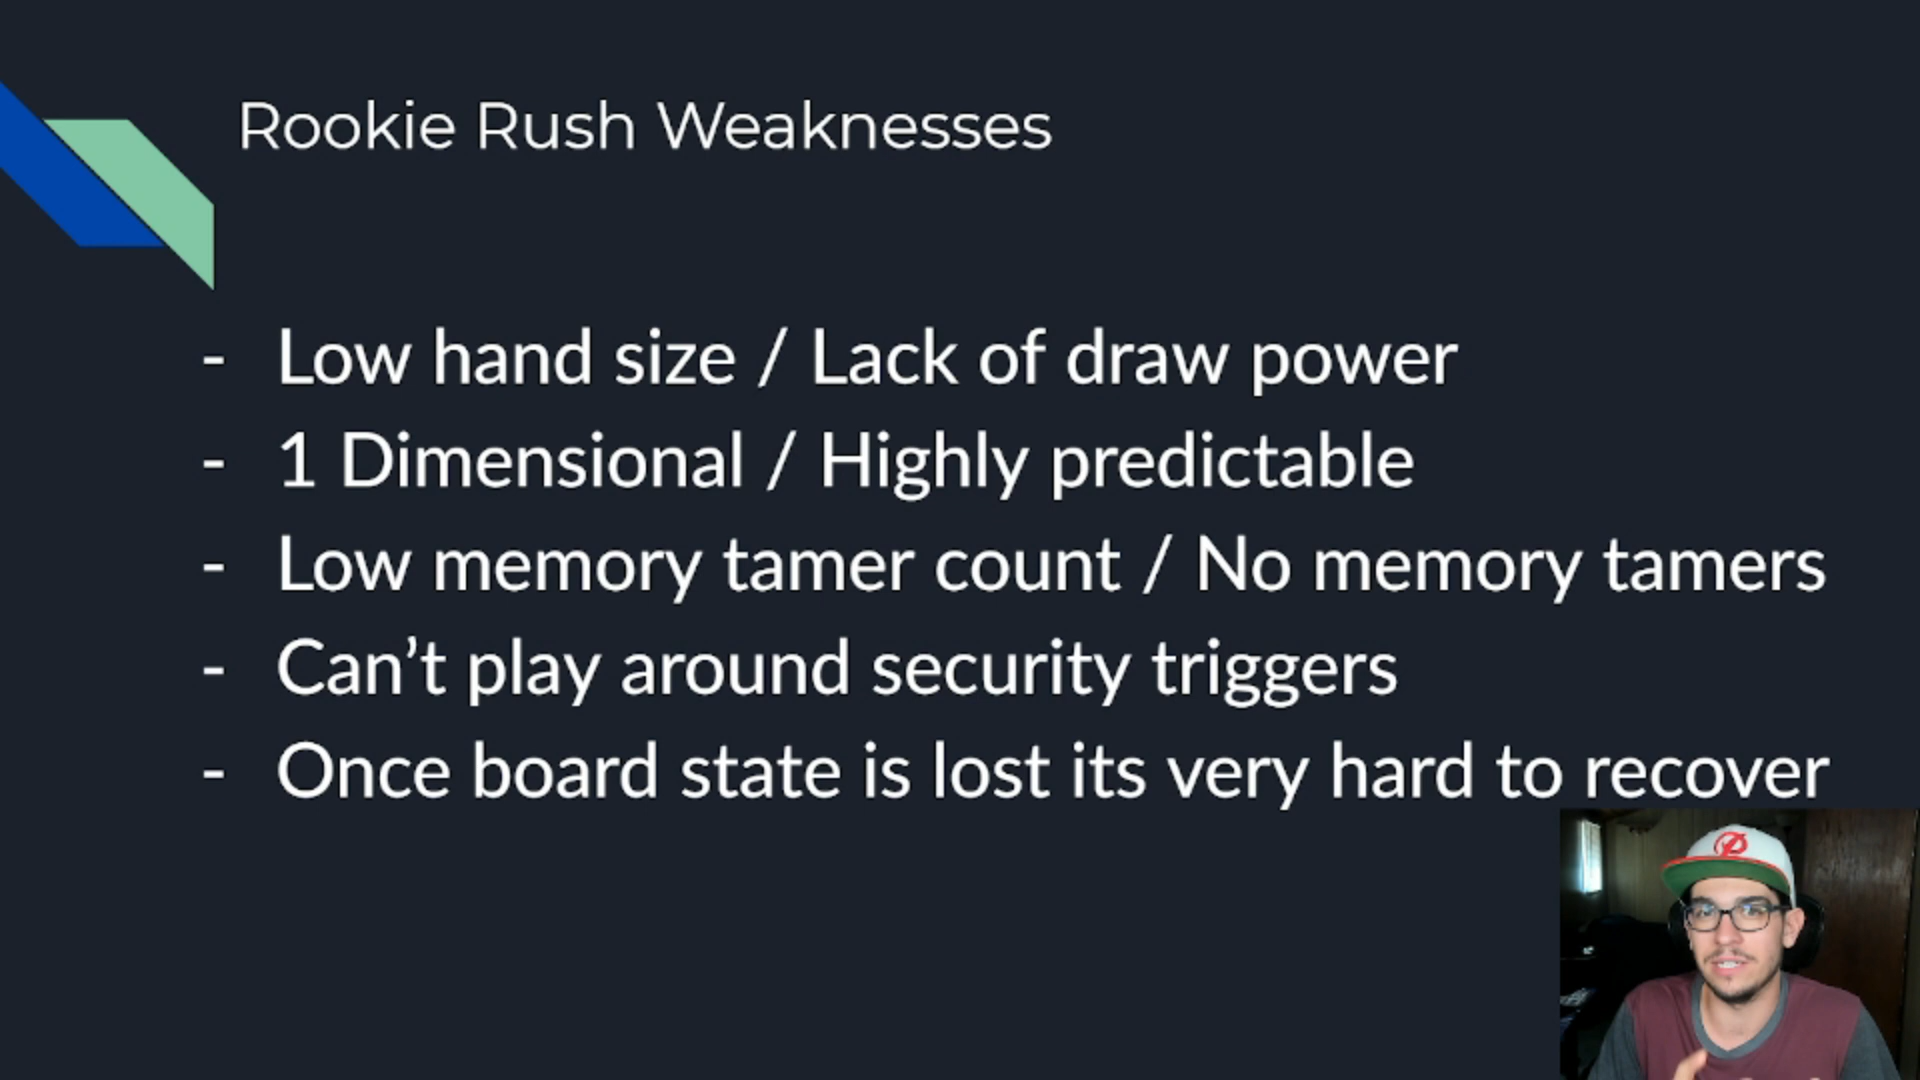 Rookie Rush Weaknesses
- Low hand size / Lack of draw power
- 1 Dimensional / Highly predictable
- Low memory tamer count / No memory tamers
- Can’t play around security triggers
- Once board state is lost its very hard to recover